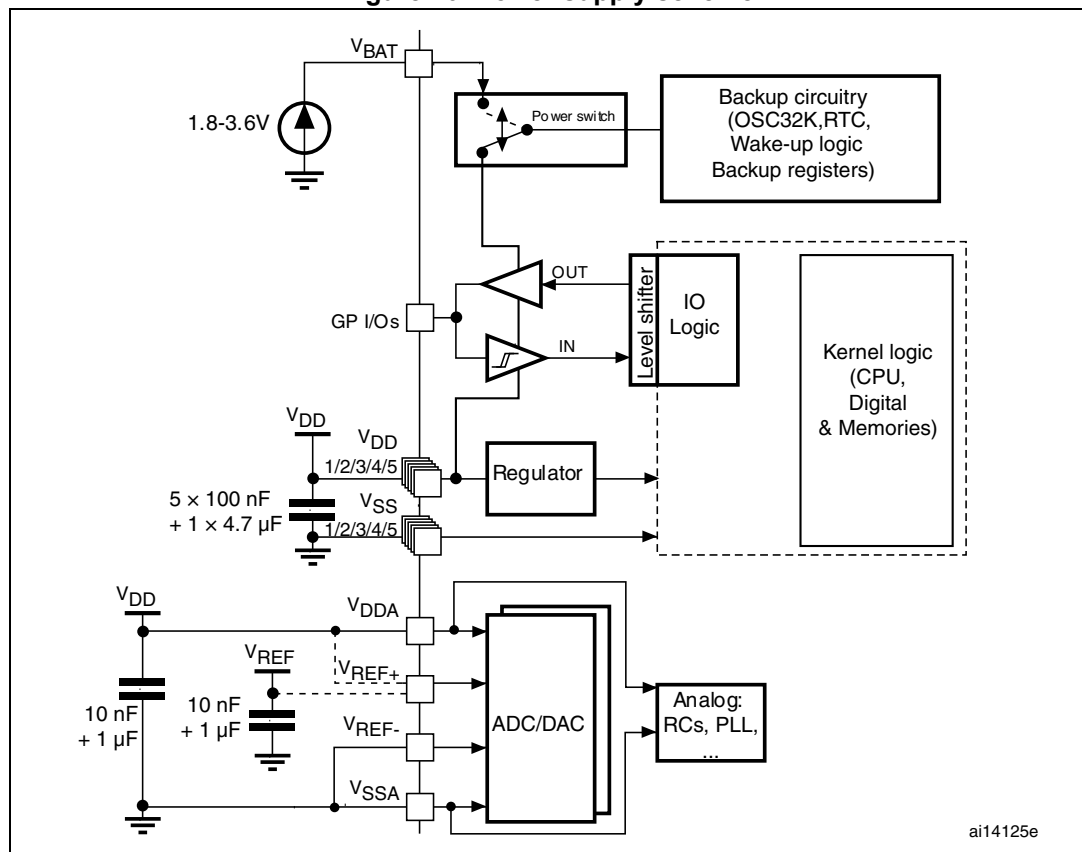 VBAT
1.8-3.6V
Power switch
Backup circuitry
(OSC32K,RTC,
Wake-up logic
Backup registers)
OUT
GP I/Os
IN
Level shifter
IO
Logic
Kernel logic
(CPU,
Digital
& Memories)
VDD
VDD
1/2/3/4/5
Regulator
5 × 100 nF
+ 1 × 4.7 µF
VSS
1/2/3/4/5
VDD
VDDA
VREF
VREF+
10 nF
+ 1 µF
10 nF
+ 1 µF
VREF-
ADC/DAC
Analog:
RCs, PLL,
...
VSSA
ai14125e